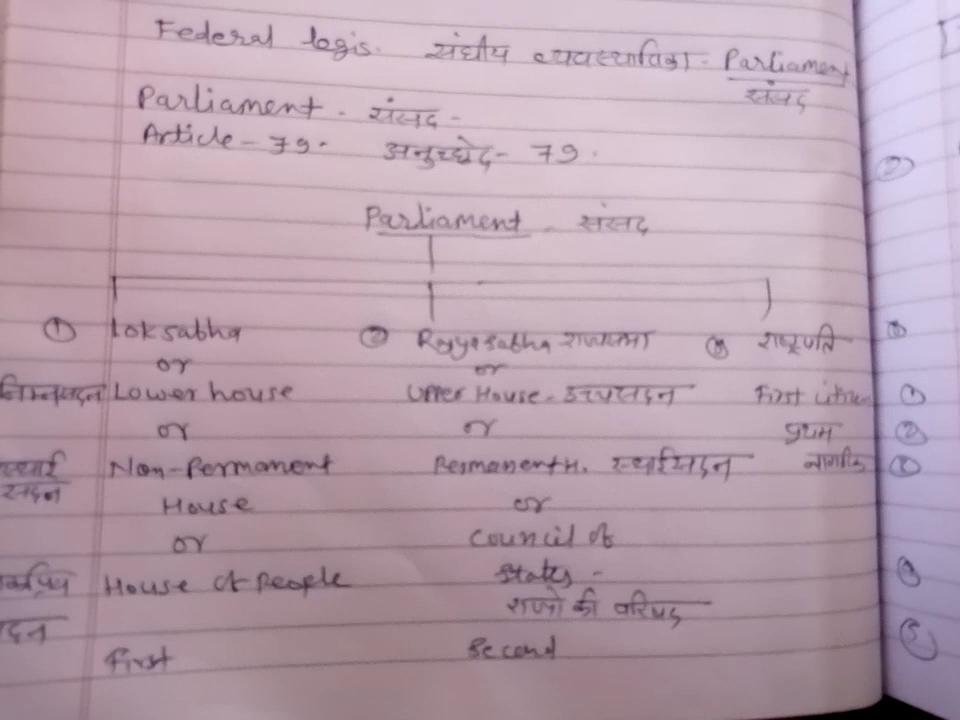 Federal legis. संघीय व्यवस्थापिका - Parliament
संसद
Parliament - संसद -
Article - 79. अनुच्छेद - 79.
Parliament - संसद
① Loksabha ② Rajyasabha राज्यसभा ③ राष्ट्रपति
or or
निम्नसदन Lower house Upper House - उच्चसदन First citizen
or or प्रथम
Non-Permanent Permanent H. स्थाईसदन नागरिक
सदन House or
or Council of
House of People States -
राज्यो की परिषद
First Second